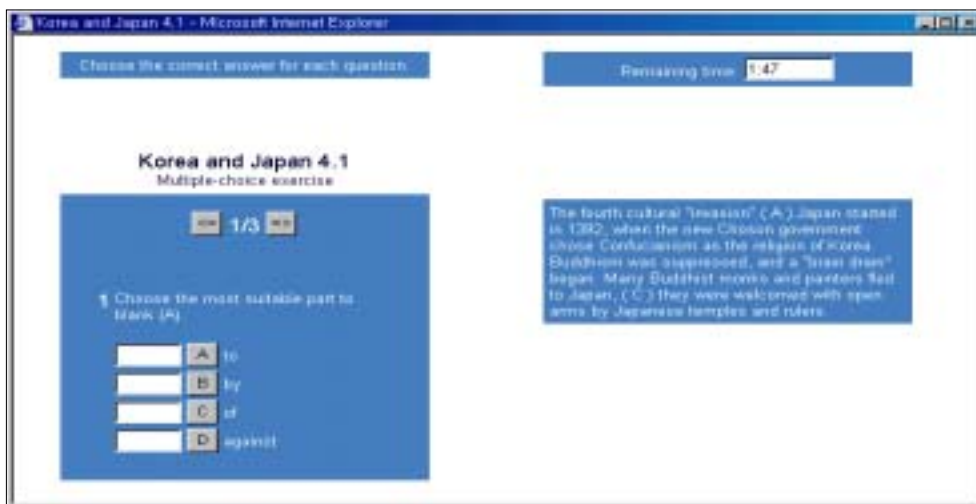 Korea and Japan 4.1 - Microsoft Internet Explorer
Choose the correct answer for each question
Remaining time 1:47
Korea and Japan 4.1
Multiple-choice exercise
<= 1/3 =>
1 Choose the most suitable part to
blank (A)
A to
B by
C of
D against
The fourth cultural "invasion" ( A ) Japan started
in 1392, when the new Choson government
chose Confucianism as the religion of Korea
Buddhism was suppressed, and a "brain drain"
began. Many Buddhist monks and painters fled
to Japan, ( C ) they were welcomed with open
arms by Japanese temples and rulers